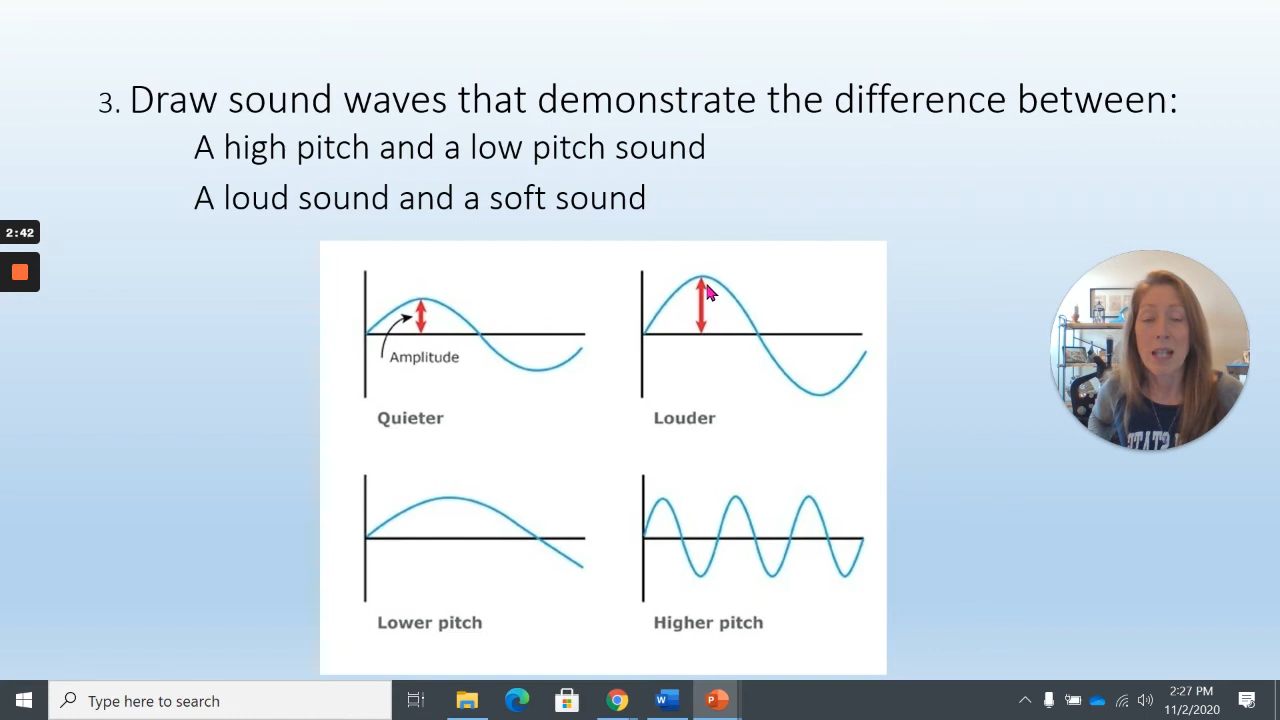 3. Draw sound waves that demonstrate the difference between:
A high pitch and a low pitch sound
A loud sound and a soft sound
2:42
Amplitude
Quieter
Louder
Lower pitch
Higher pitch
Type here to search
2:27 PM
11/2/2020